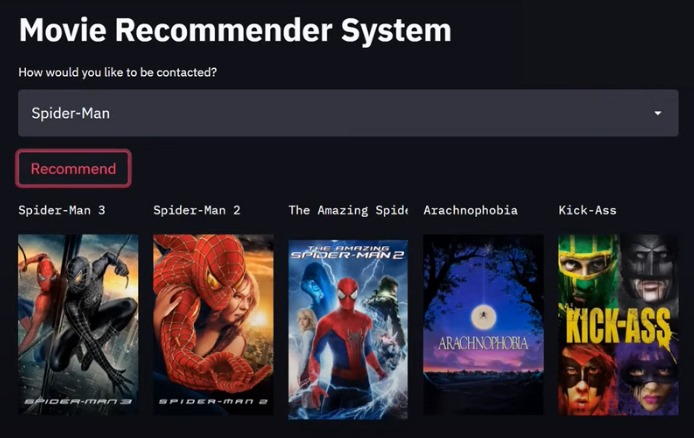 Movie Recommender System
How would you like to be contacted?
Spider-Man
Recommend
Spider-Man 3
Spider-Man 2
The Amazing Spide
Arachnophobia
Kick-Ass
SPIDER-MAN 3
SPIDER-MAN 2
THE AMAZING
SPIDER-MAN 2
ARACHNOPHOBIA
KICK-ASS